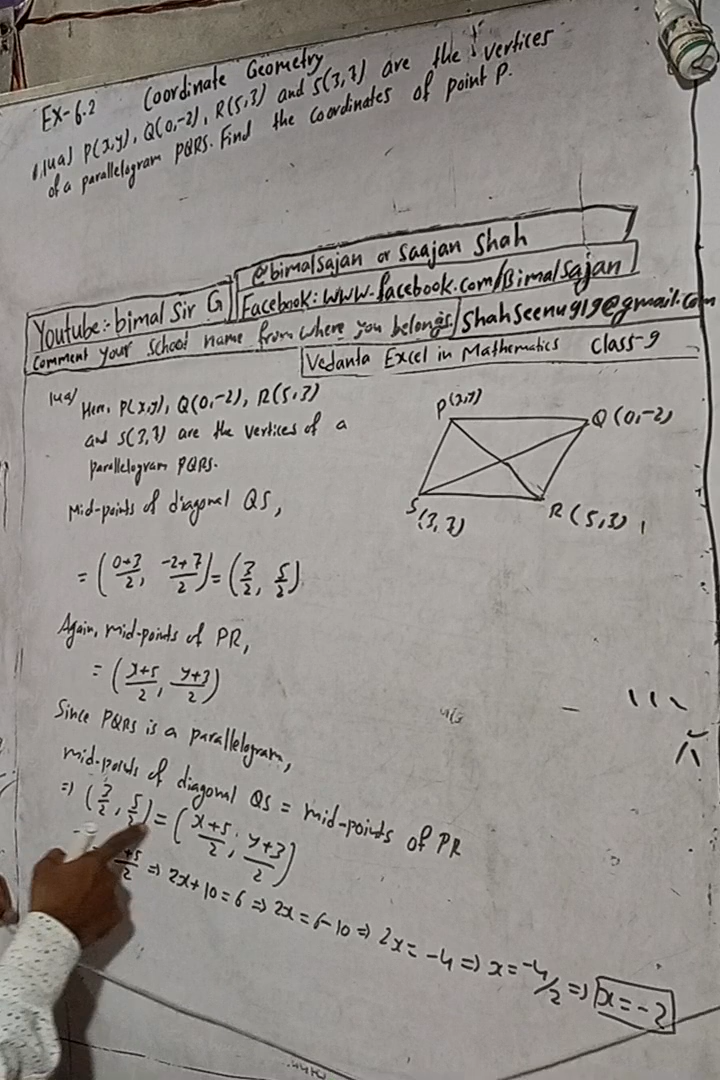 EX-6.2 Coordinate Geometry
14a) P(x,y), Q(0,-2), R(5,3) and S(3,7) are the vertices
of a parallelogram PQRS. Find the coordinates of point P.
Youtube:- bimal Sir G
@bimalsajan or Saajan Shah
Facebook: www.facebook.com/Bimalsajan
Comment your School name from where you belongs.
Shahseenu919@gmail.com
Vedanta Excel in Mathematics Class-9
14a) Here, P(x,y), Q(0,-2), R(5,3)
and S(3,7) are the vertices of a
parallelogram PQRS.
Mid-points of diagonal QS,
= (0+3/2, -2+7/2) = (3/2, 5/2)
Again, mid-points of PR,
= (x+5/2, y+3/2)
Since PQRS is a parallelogram,
mid-points of diagonal QS = mid-points of PR
⇒ (3/2, 5/2) = (x+5/2, y+3/2)
+5/2 ⇒ 2x+10=6 ⇒ 2x=6-10 ⇒ 2x=-4 ⇒ x=-4/2 ⇒ x=-2
P(x,y)
Q(0,-2)
S(3,7)
R(5,3)